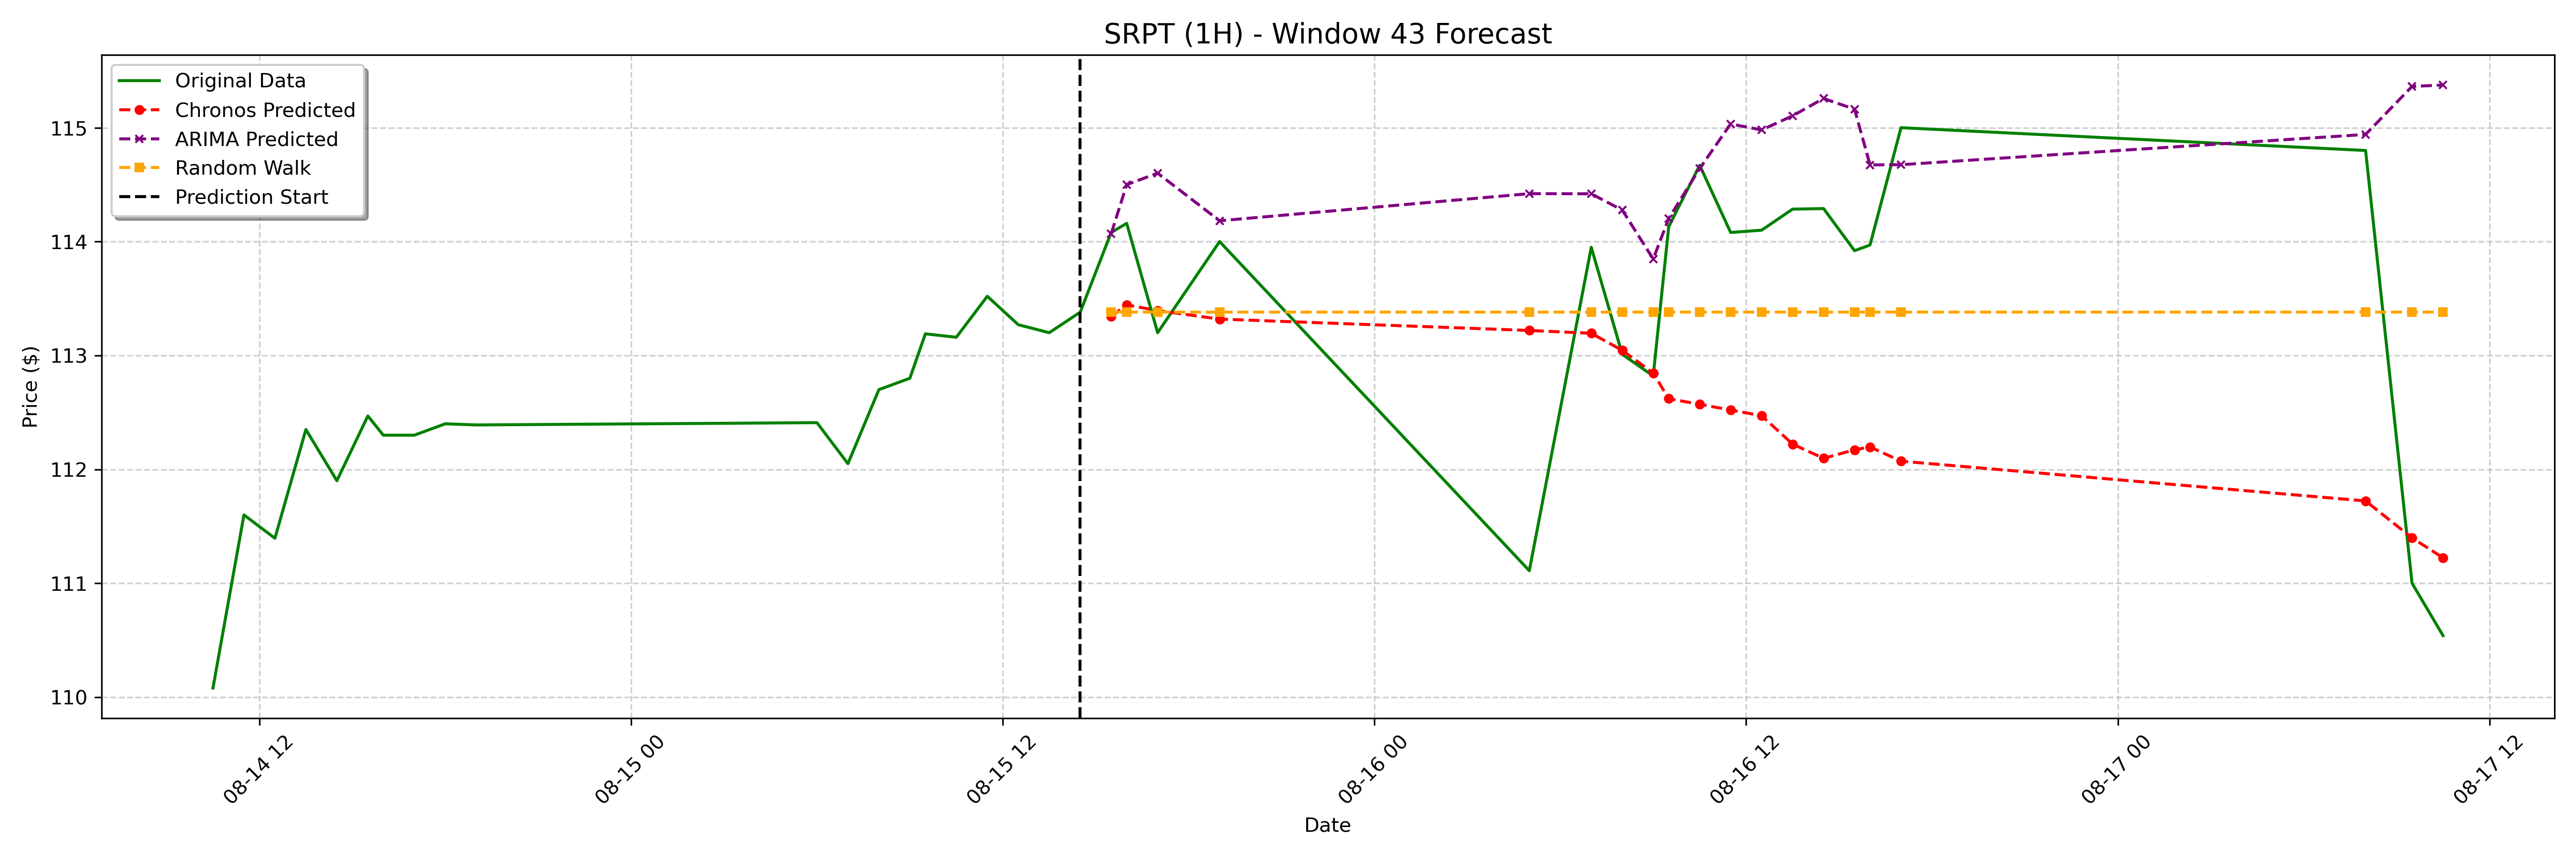 SRPT (1H) - Window 43 Forecast
Original Data
Chronos Predicted
ARIMA Predicted
Random Walk
Prediction Start
Price ($)
115
114
113
112
111
110
08-14 12
08-15 00
08-15 12
08-16 00
08-16 12
08-17 00
08-17 12
Date